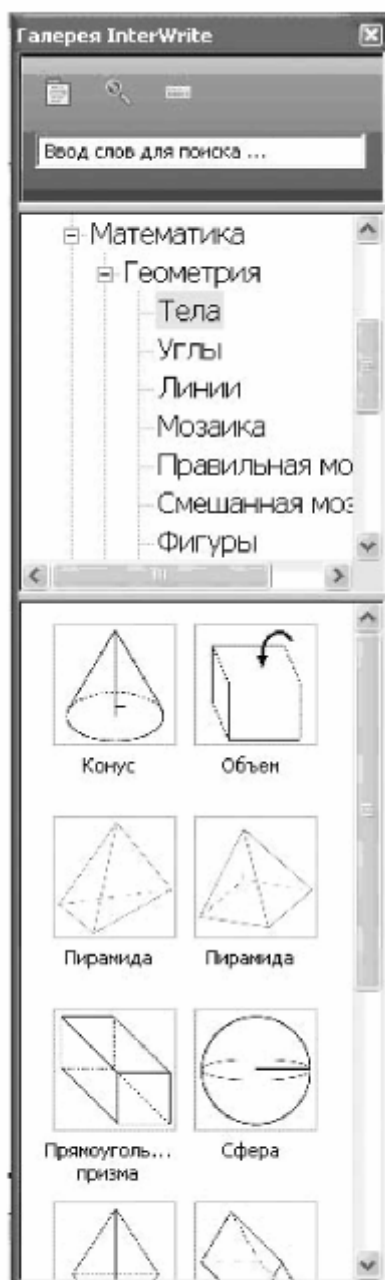 Галерея InterWrite
Ввод слов для поиска ...
Математика
Геометрия
Тела
Углы
Линии
Мозаика
Правильная мо
Смешанная моз
Фигуры
Конус
Объем
Пирамида
Пирамида
Прямоуголь...
призма
Сфера